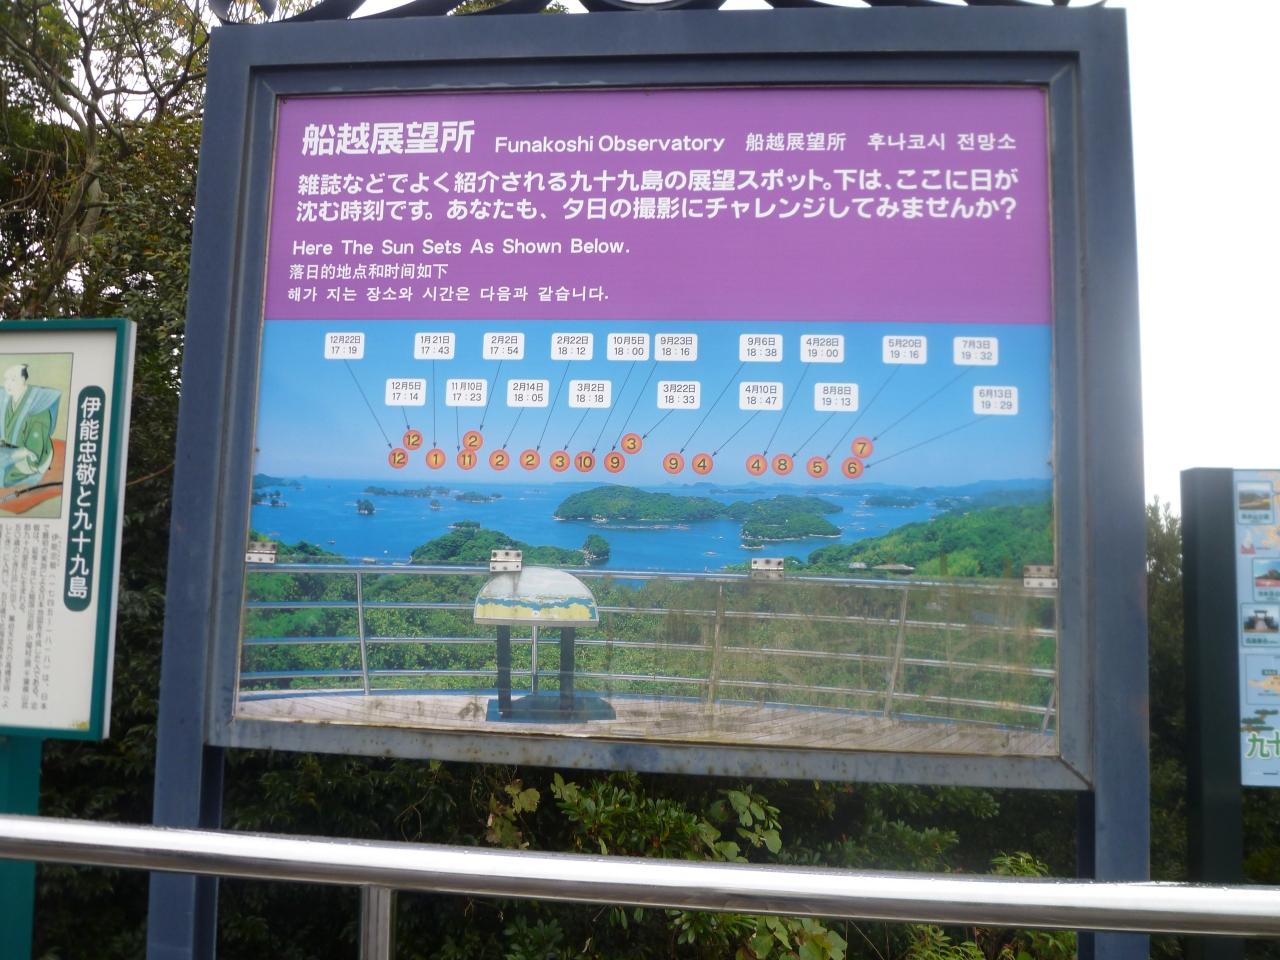 船越展望所 Funakoshi Observatory 船越展望所 후나코시 전망소
雑誌などでよく紹介される九十九島の展望スポット。下は、ここに日が
沈む時刻です。あなたも、夕日の撮影にチャレンジしてみませんか?
Here The Sun Sets As Shown Below.
落日的地点和时间如下
해가 지는 장소와 시간은 다음과 같습니다.
12月22日 1月21日 2月2日 2月22日 10月5日 9月23日 9月6日 4月28日 5月20日 7月3日
17:19 17:43 17:54 18:12 18:00 18:16 18:38 19:00 19:16 19:32
12月5日 11月10日 2月14日 3月2日 3月22日 4月10日 8月8日 6月13日
17:14 17:23 18:05 18:18 18:33 18:47 19:13 19:29
12 2 3 7
12 1 11 2 2 3 10 9 9 4 4 8 5 6
伊能忠敬と九十九島
九十